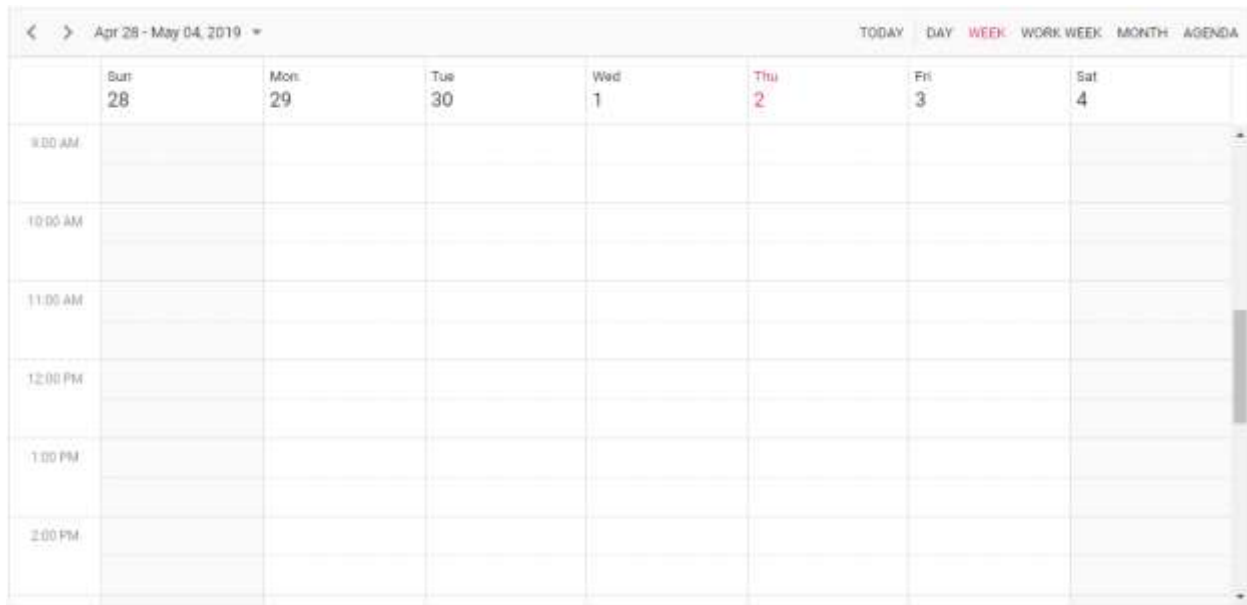 Apr 28 - May 04, 2019 TODAY DAY WEEK WORK WEEK MONTH AGENDA
Sun Mon Tue Wed Thu Fri Sat
28 29 30 1 2 3 4
9:00 AM
10:00 AM
11:00 AM
12:00 PM
1:00 PM
2:00 PM